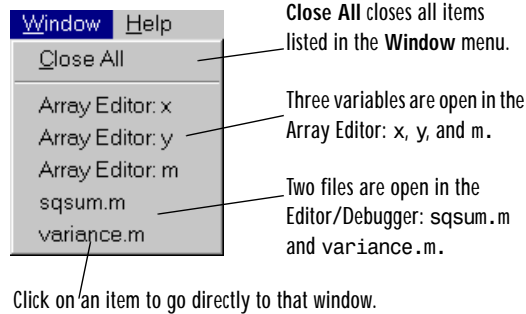 Window Help
Close All
Array Editor: x
Array Editor: y
Array Editor: m
sqsum.m
variance.m
Close All closes all items
listed in the Window menu.
Three variables are open in the
Array Editor: x, y, and m.
Two files are open in the
Editor/Debugger: sqsum.m
and variance.m.
Click on an item to go directly to that window.